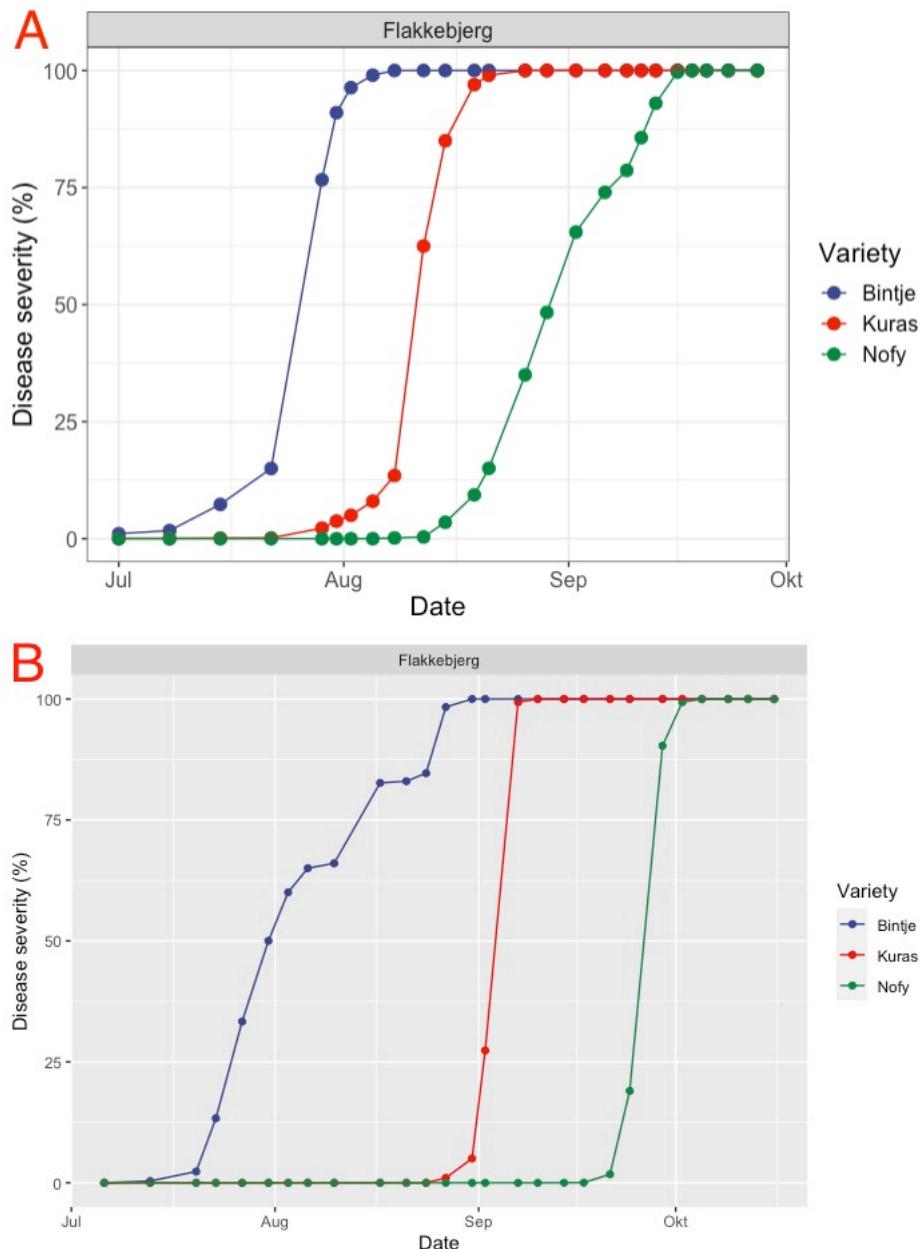 A
Flakkebjerg
100
75
50
25
0
Disease severity (%)
Jul
Aug
Sep
Okt
Date
Variety
Bintje
Kuras
Nofy
B
Flakkebjerg
100
75
50
25
0
Disease severity (%)
Jul
Aug
Sep
Okt
Date
Variety
Bintje
Kuras
Nofy